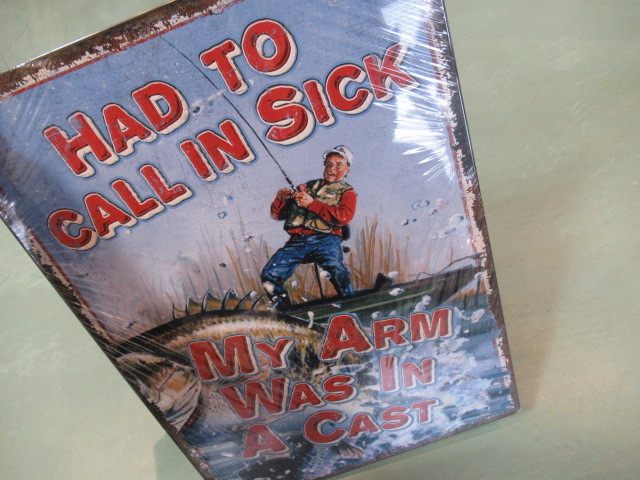 HAD TO
CALL IN SICK
MY ARM
WAS IN
A CAST